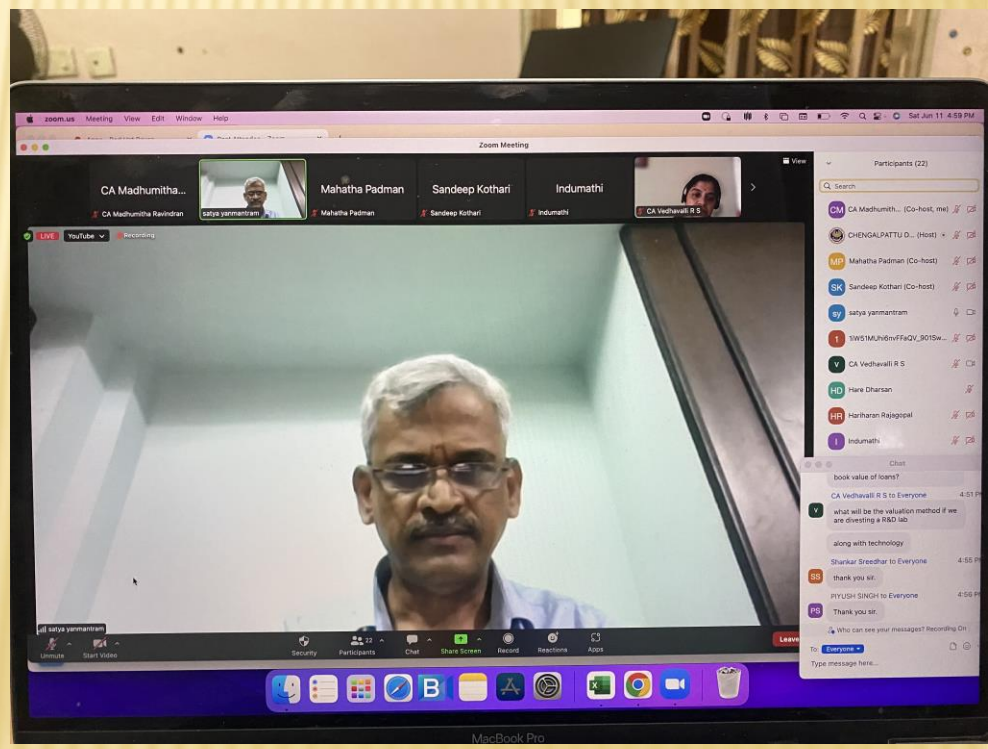 zoom.us Meeting View Edit Window Help
Sat Jun 11 4:59 PM
Zoom Meeting
CA Madhumitha...
CA Madhumitha Ravindran
satya yanmantram
Mahatha Padman
Mahatha Padman
Sandeep Kothari
Sandeep Kothari
Indumathi
Indumathi
CA Vedhavalli R S
View
LIVE YouTube Recording
Participants (22)
Search
CM CA Madhumith... (Co-host, me)
CHENGALPATTU D... (Host)
MP Mahatha Padman (Co-host)
SK Sandeep Kothari (Co-host)
sy satya yanmantram
V CA Vedhavalli R S
HD Hare Dharsan
HR Hariharan Rajagopal
I Indumathi
Chat
book value of loans?
CA Vedhavalli R S to Everyone 4:51 P
V what will be the valuation method if we
are divesting a R&D lab
along with technology
Shankar Sreedhar to Everyone 4:55 P
SS thank you sir.
PIYUSH SINGH to Everyone 4:56 P
PS Thank you sir.
Who can see your messages? Recording On
To: Everyone
Type message here...
satya yanmantram
Unmute Start Video Security 22 Participants Chat Share Screen Record Reactions Apps Leave
MacBook Pro